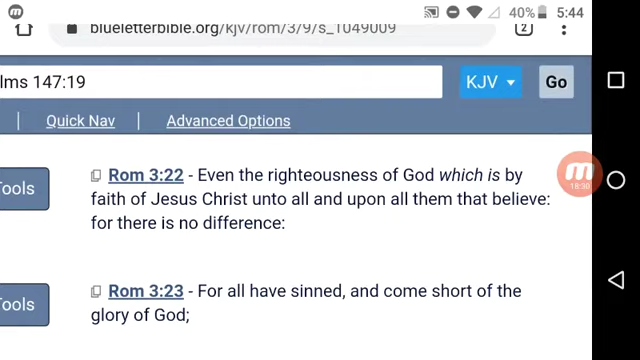 40% 5:44
blueletterbible.org/kjv/rom/3/9/s_1049009 2
lms 147:19 KJV Go
| Quick Nav | Advanced Options
Tools Rom 3:22 - Even the righteousness of God which is by
faith of Jesus Christ unto all and upon all them that believe:
for there is no difference:
18:50
Tools Rom 3:23 - For all have sinned, and come short of the
glory of God;